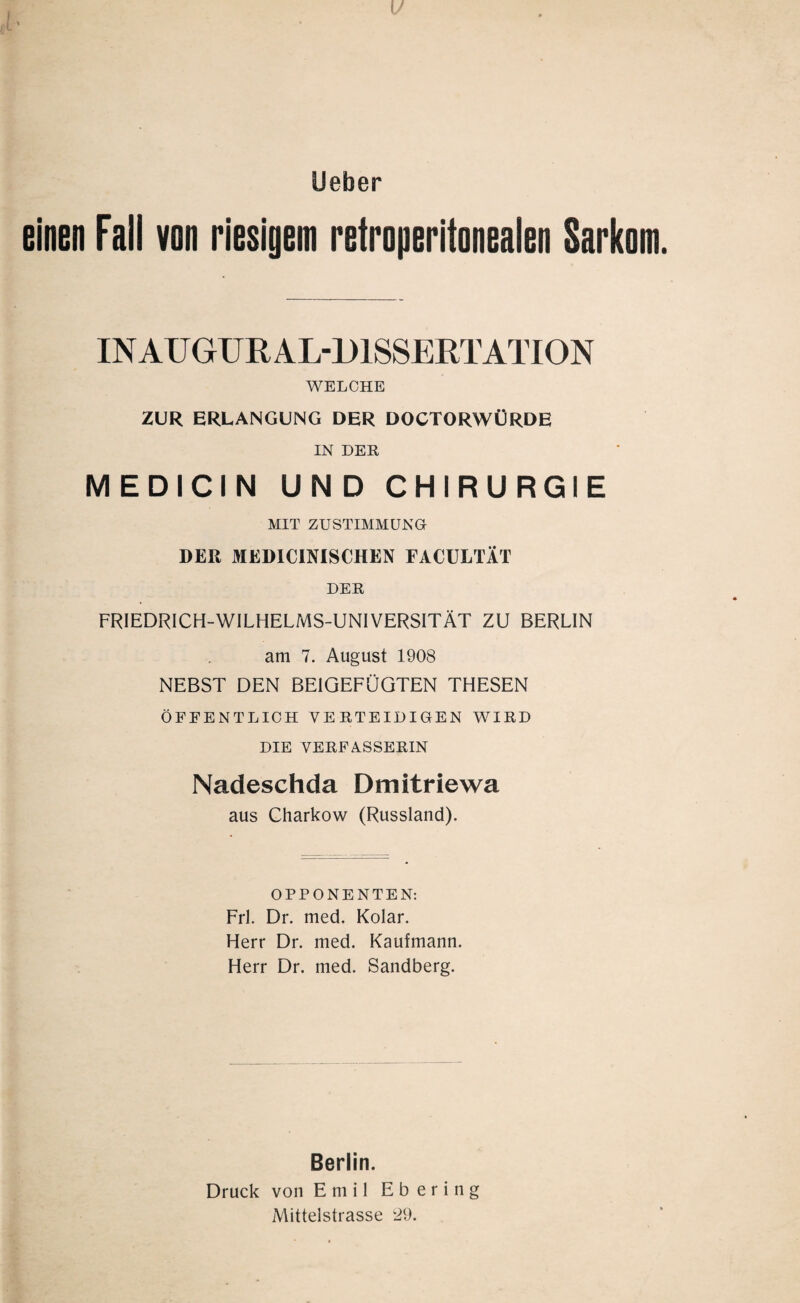 Ueber
einen Fall von riesigem retroperitonealen Sarkom.
INAUGURAL-DISSERTATION
WELCHE
ZUR ERLANGUNG DER DOCTORWÜRDE
IN DER
MEDICIN UND CHIRURGIE
MIT ZUSTIMMUNG
DER MEDICINISCHEN FACULTÄT
DER
FRIEDRICH-WILHELMS-UNIVERSITÄT ZU BERLIN
am 7. August 1908
NEBST DEN BEIGEFÜGTEN THESEN
ÖFFENTLICH VERTEIDIGEN WIRD
DIE VERFASSERIN
Nadeschda Dmitriewa
aus Charkow (Russland).
OPPONENTEN:
Frl. Dr. med. Kolar.
Herr Dr. med. Kaufmann.
Herr Dr. med. Sandberg.
Berlin.
Druck von Emil Ebering
Mittelstrasse 29.